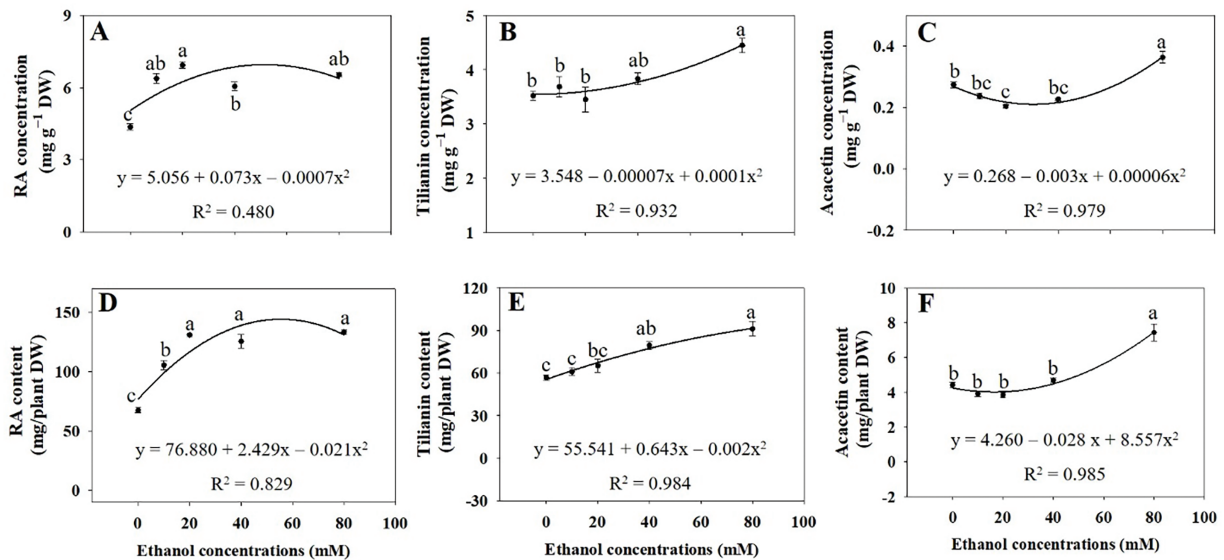 A
RA concentration
(mg g⁻¹ DW)
9
6
3
0
c
ab
a
b
ab
y = 5.056 + 0.073x – 0.0007x²
R² = 0.480
B
Tilianin concentration
(mg g⁻¹ DW)
5
4
3
2
1
b
b
b
ab
a
y = 3.548 – 0.00007x + 0.0001x²
R² = 0.932
C
Acacetin concentration
(mg g⁻¹ DW)
0.4
0.2
0.0
-0.2
b
bc
c
bc
a
y = 0.268 – 0.003x + 0.00006x²
R² = 0.979
100
D
RA content
(mg/plant DW)
150
100
50
0
c
b
a
a
a
y = 76.880 + 2.429x – 0.021x²
R² = 0.829
0 20 40 60 80 100
Ethanol concentrations (mM)
E
Tilianin content
(mg/plant DW)
120
90
60
30
0
-30
c
c
bc
ab
a
y = 55.541 + 0.643x – 0.002x²
R² = 0.984
0 20 40 60 80 100
Ethanol concentrations (mM)
F
Acacetin content
(mg/plant DW)
10
8
6
4
2
0
-2
b
b
b
b
a
y = 4.260 – 0.028 x + 8.557x²
R² = 0.985
0 20 40 60 80 100
Ethanol concentrations (mM)